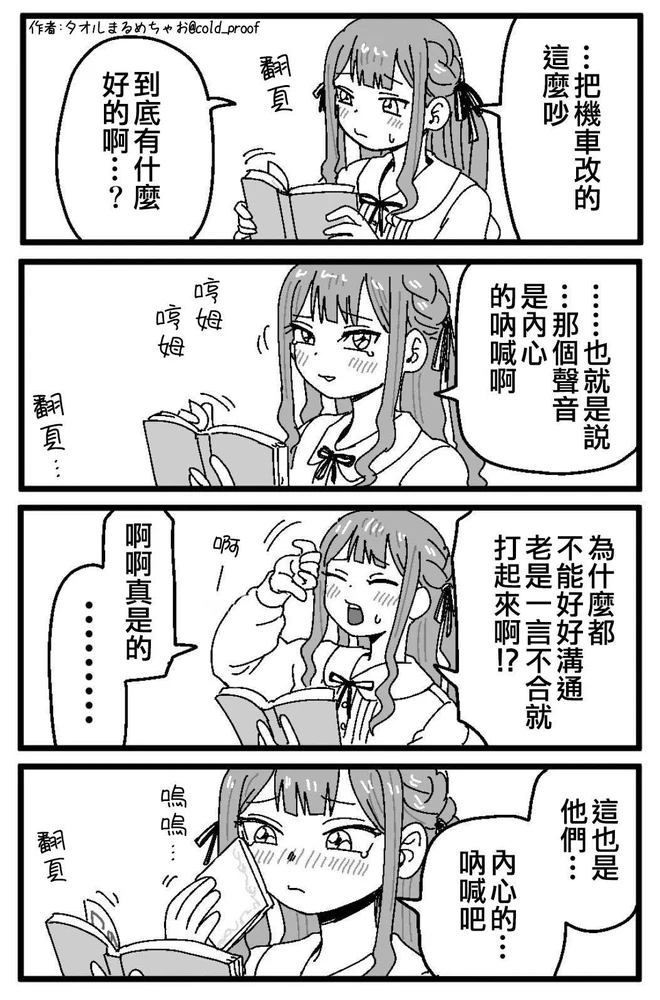 作者:タオルまるめちゃお@cold_proof
…把機車改的
這麼吵
翻頁
到底有什麼
好的啊…?
……也就是說
…那個聲音
是內心
的吶喊啊
哼姆
哼姆
翻頁…
為什麼都
不能好好溝通
老是一言不合就
打起來啊!?
啊—
啊啊真是的
………
這也是
他們…
內心的…
吶喊吧
嗚嗚…
翻頁